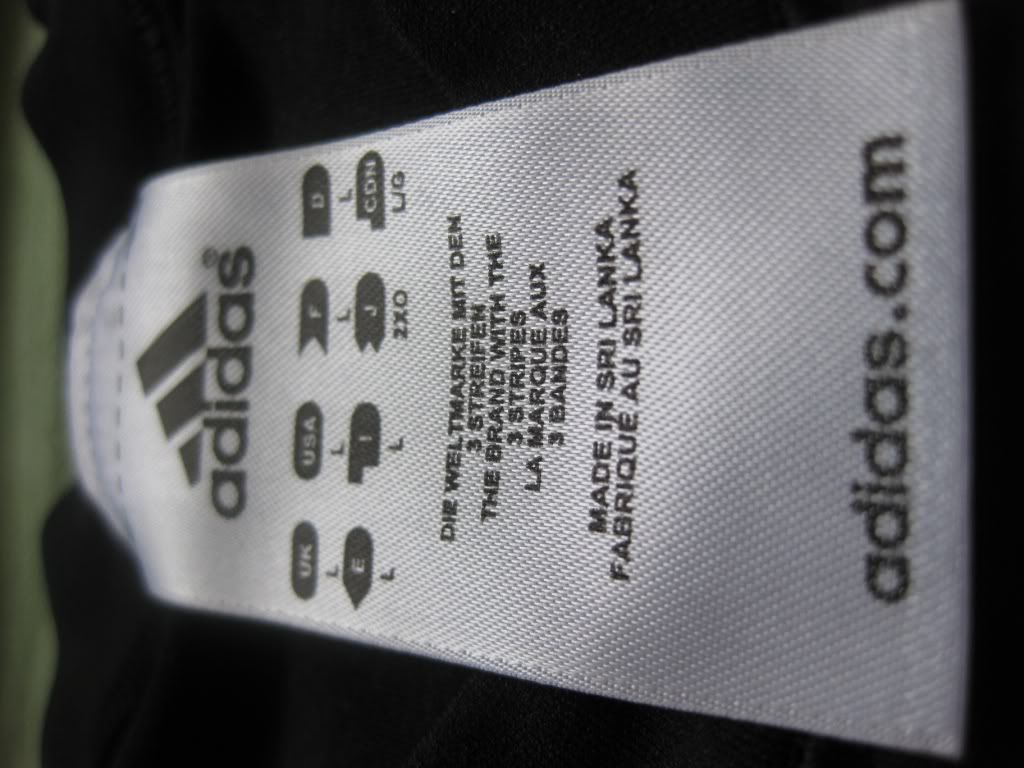 adidas®
UK USA F D
L L L L
E I J CDN
L L 2XO L/G
DIE WELTMARKE MIT DEN
3 STREIFEN
THE BRAND WITH THE
3 STRIPES
LA MARQUE AUX
3 BANDES
MADE IN SRI LANKA
FABRIQUÉ AU SRI LANKA
adidas.com